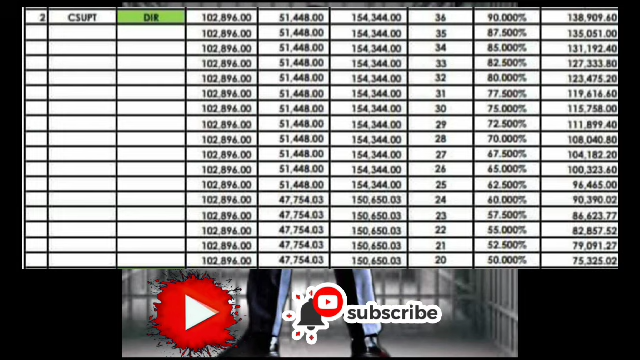 2 CSUPT DIR 102,896.00 51,448.00 154,344.00 36 90.000% 138,909.60
102,896.00 51,448.00 154,344.00 35 87.500% 135,051.00
102,896.00 51,448.00 154,344.00 34 85.000% 131,192.40
102,896.00 51,448.00 154,344.00 33 82.500% 127,333.80
102,896.00 51,448.00 154,344.00 32 80.000% 123,475.20
102,896.00 51,448.00 154,344.00 31 77.500% 119,616.60
102,896.00 51,448.00 154,344.00 30 75.000% 115,758.00
102,896.00 51,448.00 154,344.00 29 72.500% 111,899.40
102,896.00 51,448.00 154,344.00 28 70.000% 108,040.80
102,896.00 51,448.00 154,344.00 27 67.500% 104,182.20
102,896.00 51,448.00 154,344.00 26 65.000% 100,323.60
102,896.00 51,448.00 154,344.00 25 62.500% 96,465.00
102,896.00 47,754.03 150,650.03 24 60.000% 90,390.02
102,896.00 47,754.03 150,650.03 23 57.500% 86,623.77
102,896.00 47,754.03 150,650.03 22 55.000% 82,857.52
102,896.00 47,754.03 150,650.03 21 52.500% 79,091.27
102,896.00 47,754.03 150,650.03 20 50.000% 75,325.02
subscribe